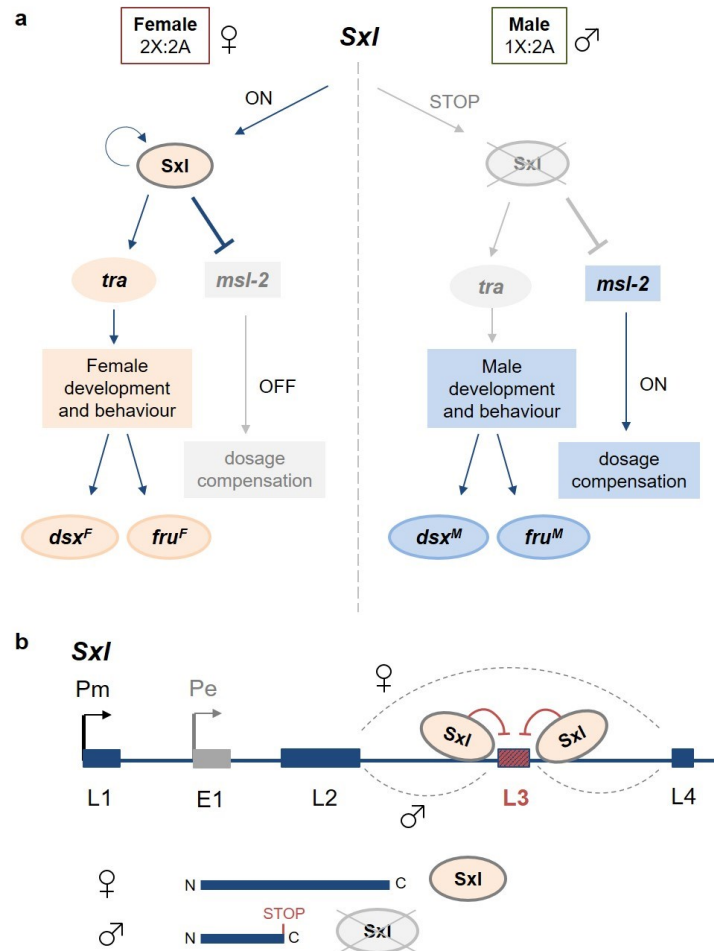 a
Female
2X:2A
♀
Sxl
Male
1X:2A
♂
ON
STOP
Sxl
Sxl
tra
msl-2
tra
msl-2
Female
development
and behaviour
OFF
Male
development
and behaviour
ON
dosage
compensation
dosage
compensation
dsxF
fruF
dsxM
fruM
b
Sxl
♀
Pm
Pe
Sxl
Sxl
L1
E1
L2
♂
L3
L4
♀
N
C
Sxl
STOP
♂
N
C
Sxl